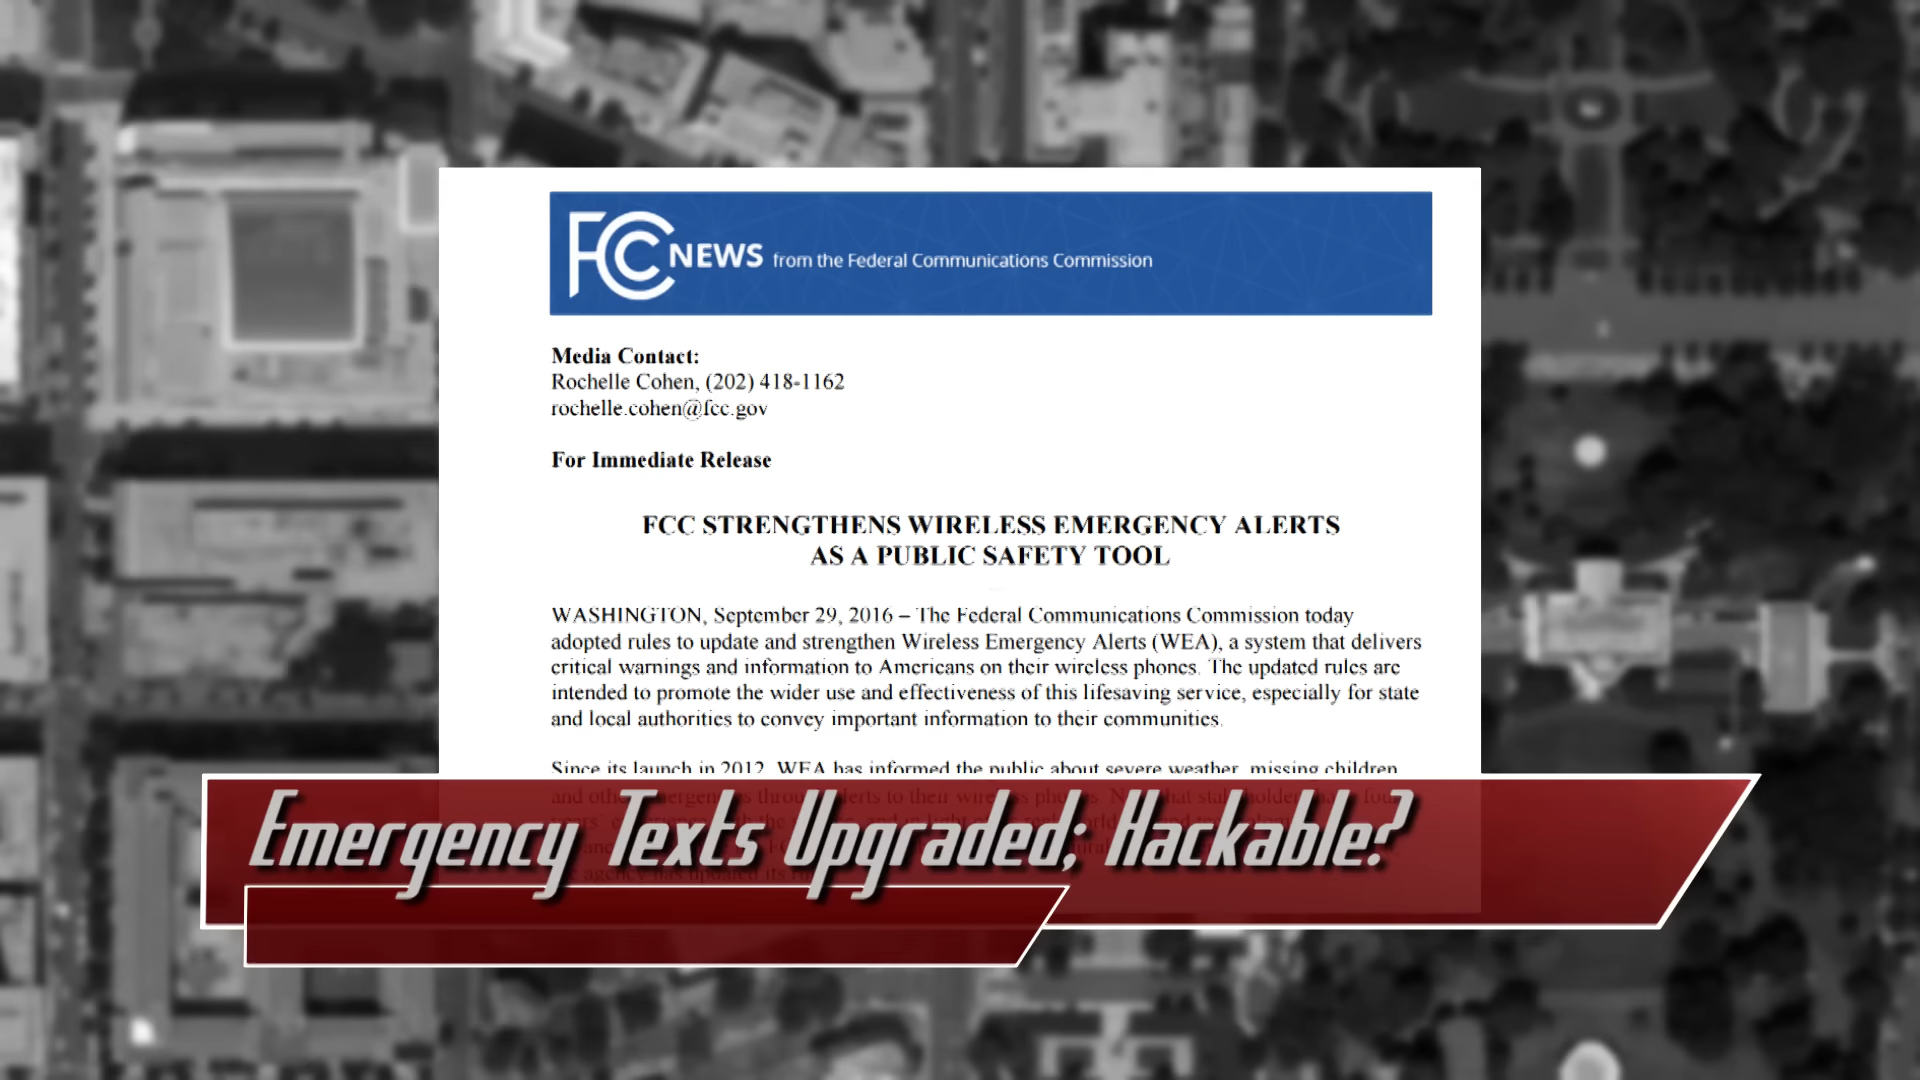 FCC NEWS from the Federal Communications Commission
Media Contact:
Rochelle Cohen, (202) 418-1162
rochelle.cohen@fcc.gov
For Immediate Release
FCC STRENGTHENS WIRELESS EMERGENCY ALERTS
AS A PUBLIC SAFETY TOOL
WASHINGTON, September 29, 2016 – The Federal Communications Commission today
adopted rules to update and strengthen Wireless Emergency Alerts (WEA), a system that delivers
critical warnings and information to Americans on their wireless phones. The updated rules are
intended to promote the wider use and effectiveness of this lifesaving service, especially for state
and local authorities to convey important information to their communities.
Since its launch in 2012, WEA has informed the public about severe weather, missing children
Emergency Texts Upgraded; Hackable?